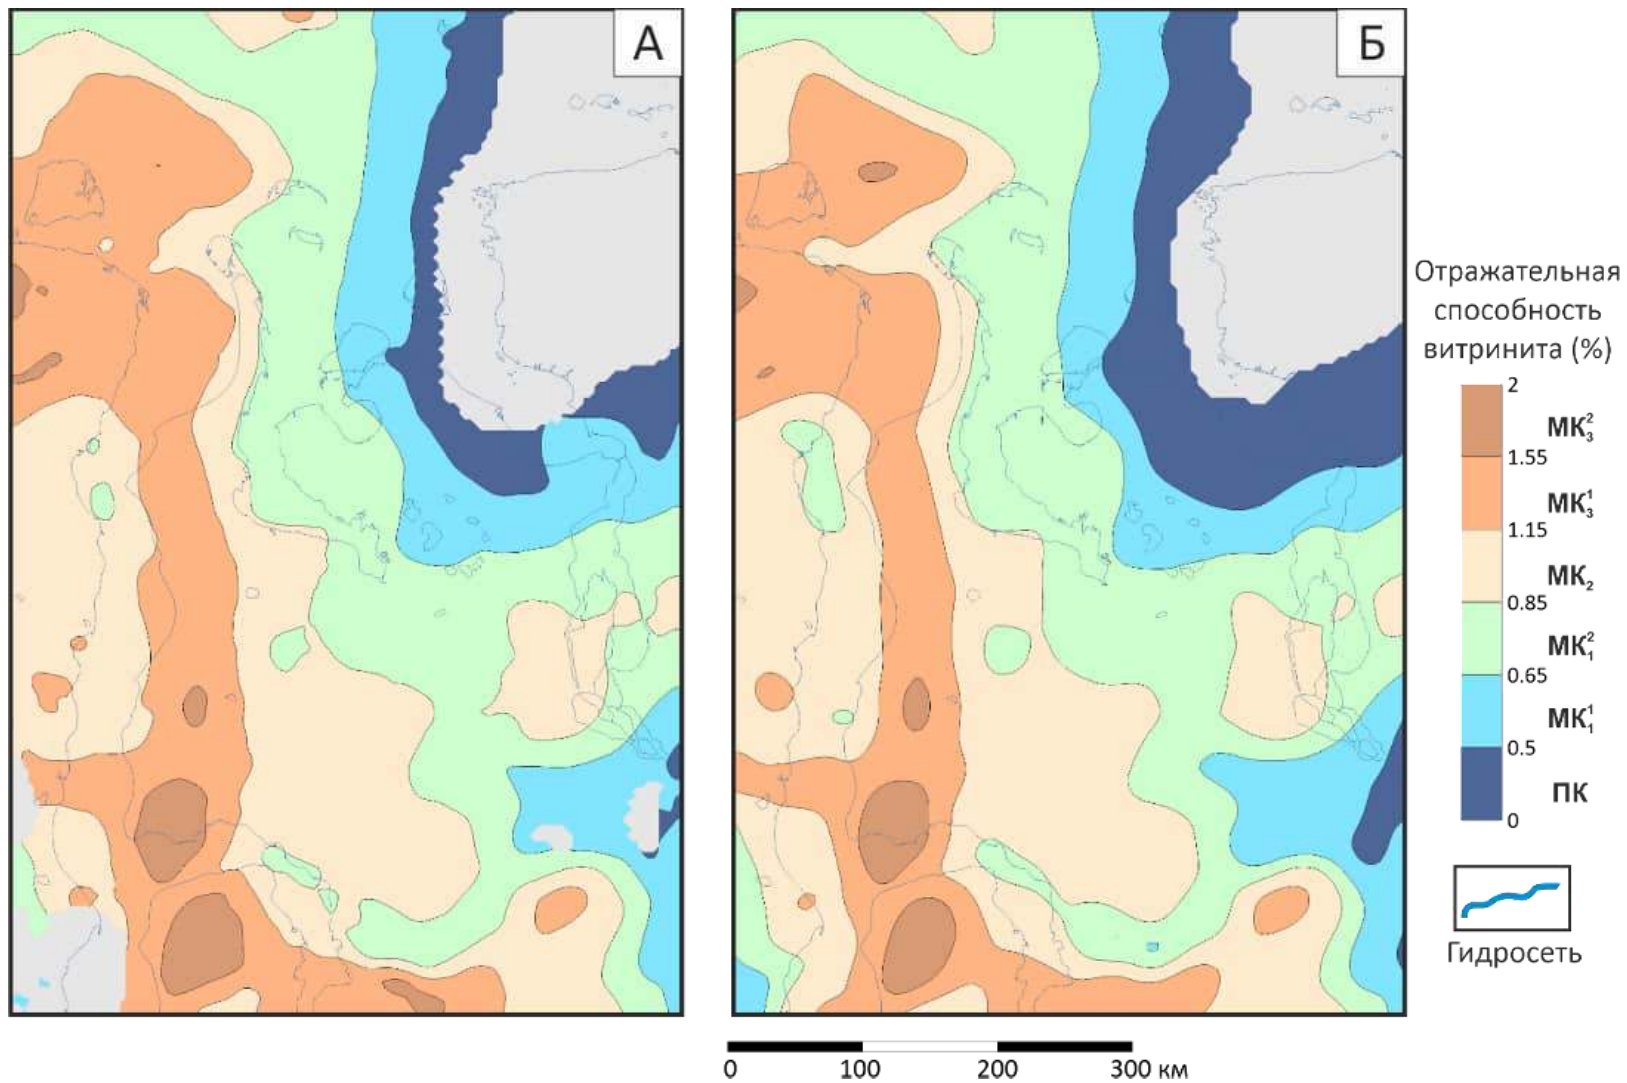 А
Б
Отражательная
способность
витринита (%)
2
МК₃²
1.55
МК₃¹
1.15
МК₂
0.85
МК₁²
0.65
МК₁¹
0.5
ПК
0
Гидросеть
0 100 200 300 км